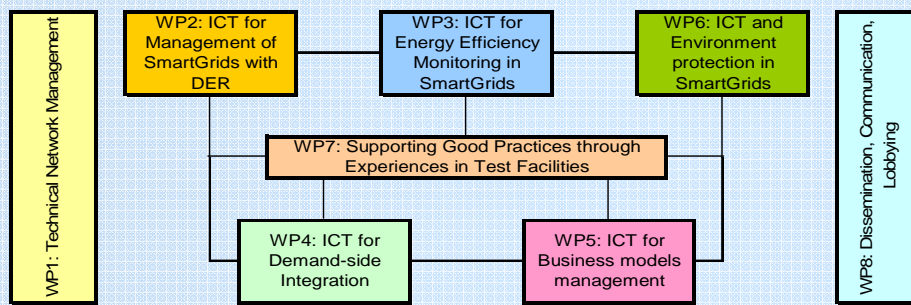 WP1: Technical Network Management
WP2: ICT for
Management of
SmartGrids with
DER
WP3: ICT for
Energy Efficiency
Monitoring in
SmartGrids
WP6: ICT and
Environment
protection in
SmartGrids
WP7: Supporting Good Practices through
Experiences in Test Facilities
WP4: ICT for
Demand-side
Integration
WP5: ICT for
Business models
management
WP8: Dissemination, Communication,
Lobbying